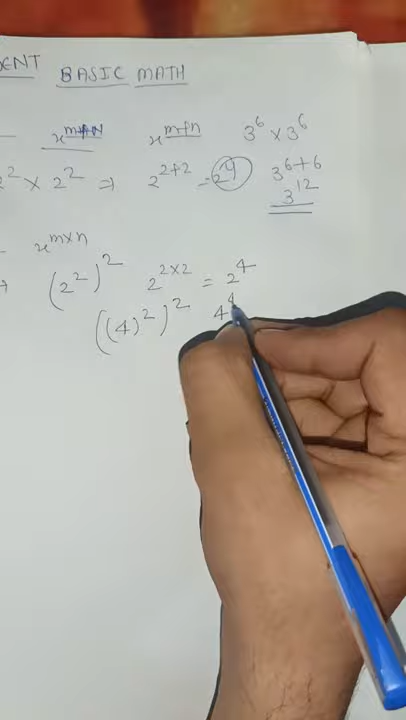 ENT BASIC MATH
x^m+n x^m+n 3^6 × 3^6
2^2 × 2^2 ⇒ 2^2+2 = 2^4 3^6+6
3^12
x^m×n
(2^2)^2 2^2×2 = 2^4
((4)^2)^2 4^4